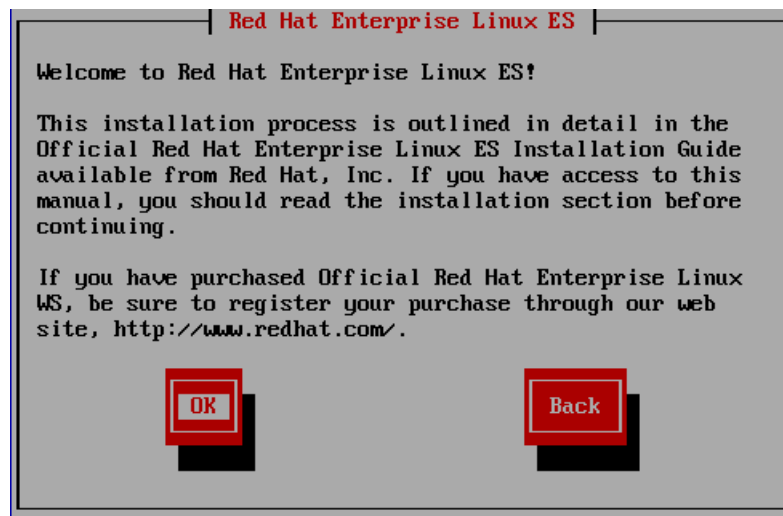 Red Hat Enterprise Linux ES
Welcome to Red Hat Enterprise Linux ES!
This installation process is outlined in detail in the
Official Red Hat Enterprise Linux ES Installation Guide
available from Red Hat, Inc. If you have access to this
manual, you should read the installation section before
continuing.
If you have purchased Official Red Hat Enterprise Linux
WS, be sure to register your purchase through our web
site, http://www.redhat.com/.
OK Back